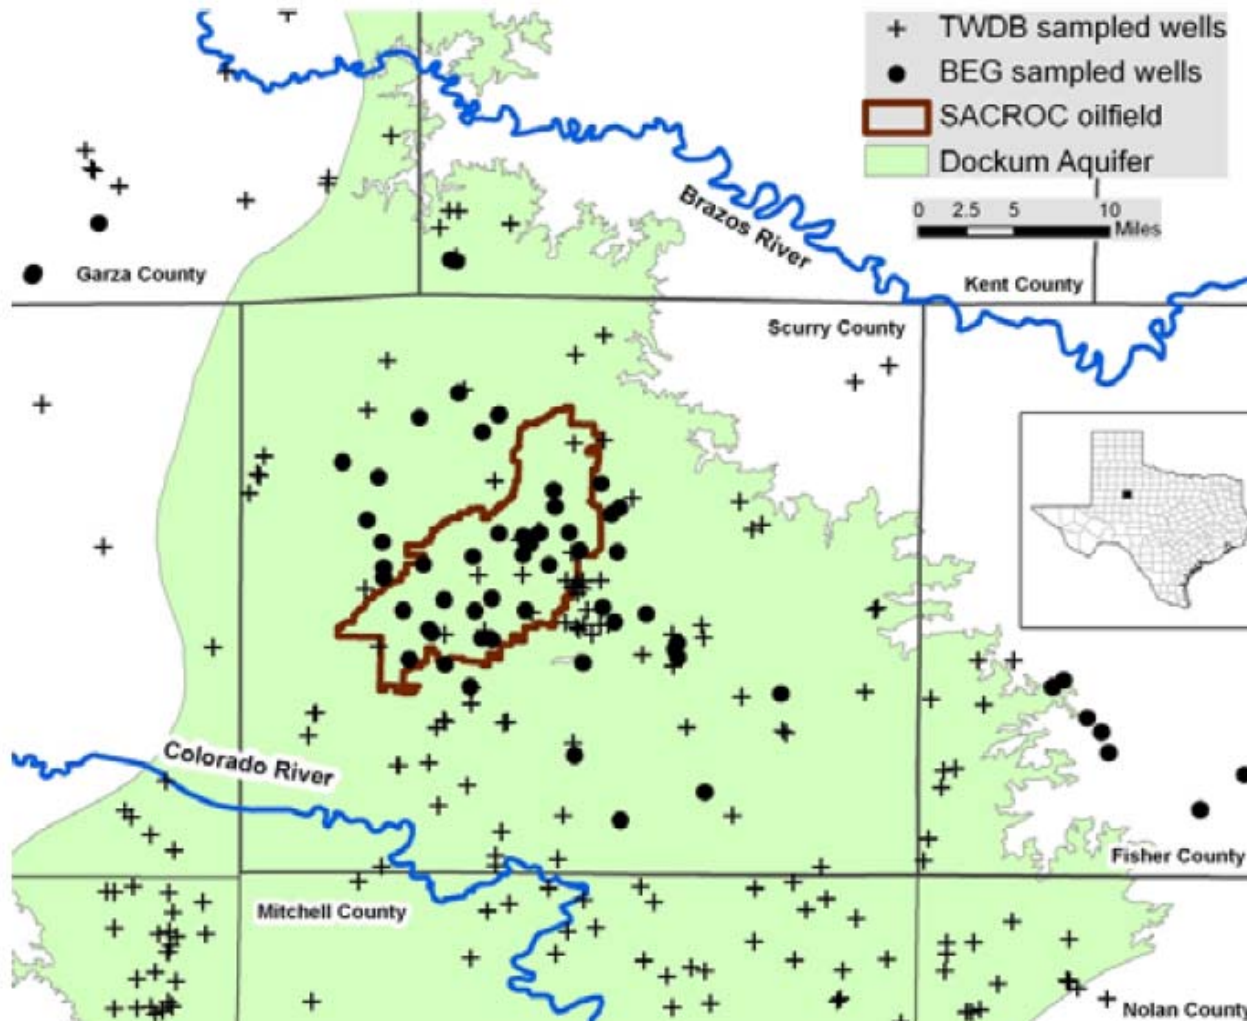 TWDB sampled wells
BEG sampled wells
SACROC oilfield
Dockum Aquifer
0 2.5 5 10
Miles
Brazos River
Garza County
Kent County
Scurry County
Colorado River
Fisher County
Mitchell County
Nolan County